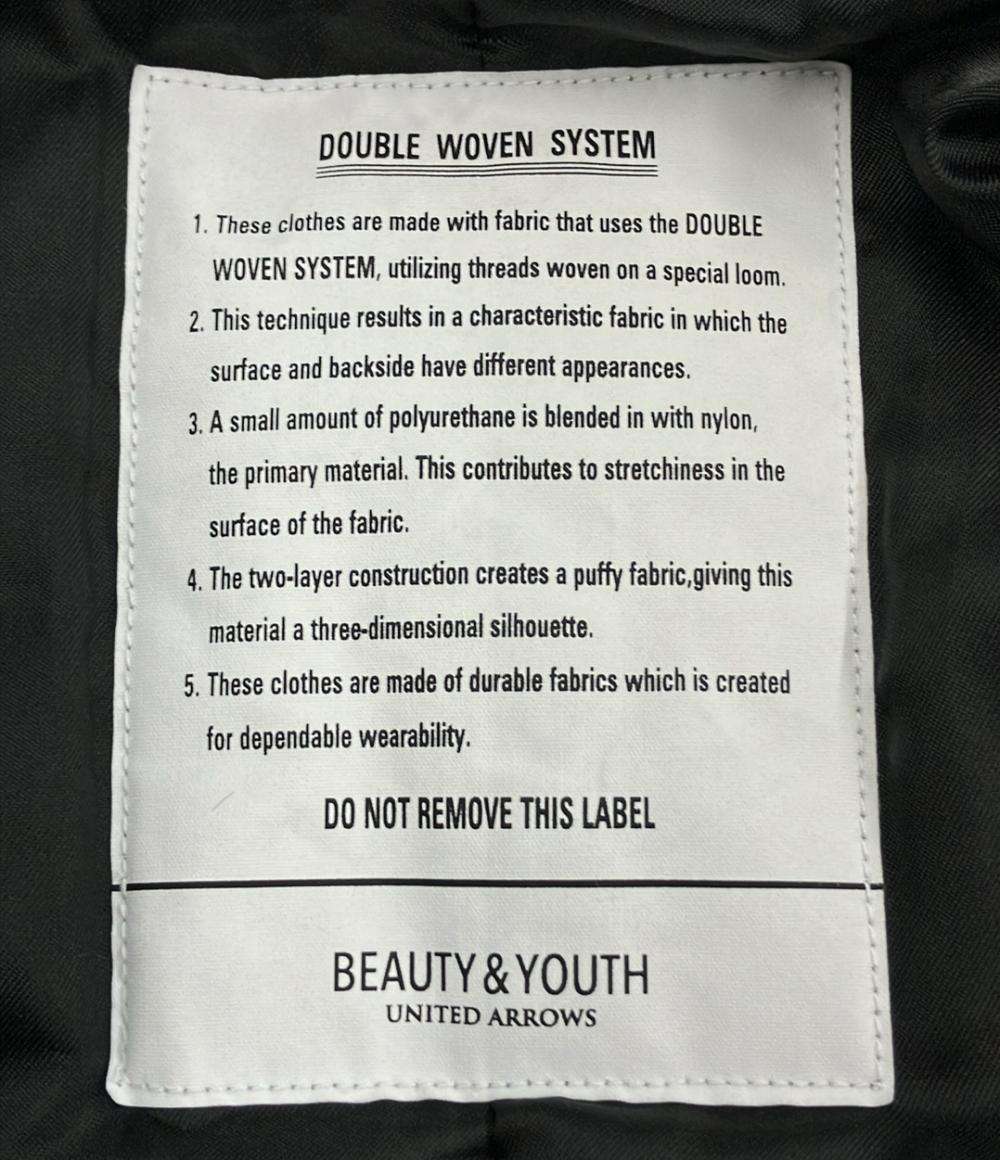 DOUBLE WOVEN SYSTEM
1. These clothes are made with fabric that uses the DOUBLE
WOVEN SYSTEM, utilizing threads woven on a special loom.
2. This technique results in a characteristic fabric in which the
surface and backside have different appearances.
3. A small amount of polyurethane is blended in with nylon,
the primary material. This contributes to stretchiness in the
surface of the fabric.
4. The two-layer construction creates a puffy fabric,giving this
material a three-dimensional silhouette.
5. These clothes are made of durable fabrics which is created
for dependable wearability.
DO NOT REMOVE THIS LABEL
BEAUTY&YOUTH
UNITED ARROWS